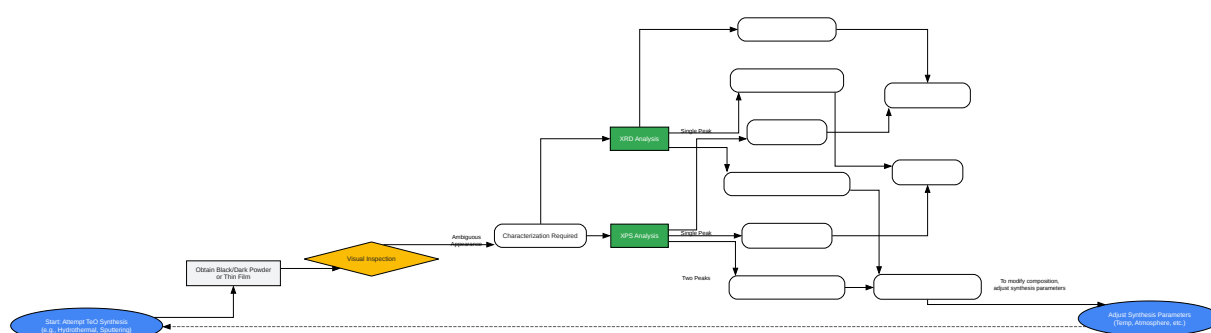 XRD Analysis
Single Peak
Ambiguous
Appearance
Characterization Required
XPS Analysis
Single Peak
Visual Inspection
Obtain Black/Dark Powder
or Thin Film
Two Peaks
To modify composition,
adjust synthesis parameters
Start: Attempt TeO Synthesis
(e.g., Hydrothermal, Sputtering)
Adjust Synthesis Parameters
(Temp, Atmosphere, etc.)